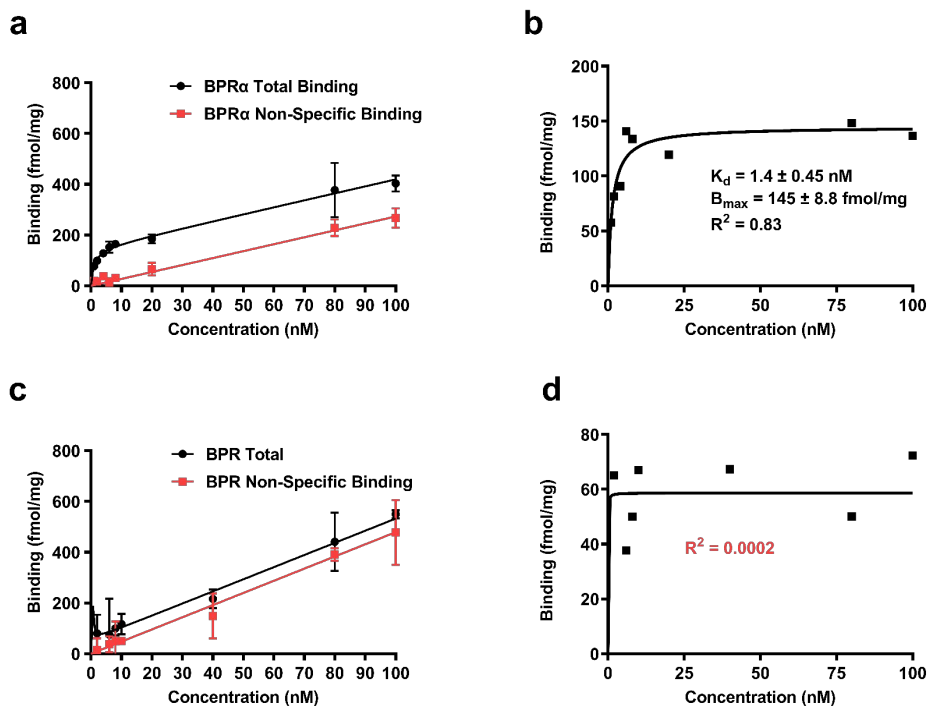 a
BPRα Total Binding
BPRα Non-Specific Binding
Binding (fmol/mg)
800
600
400
200
0
0 10 20 30 40 50 60 70 80 90 100
Concentration (nM)
b
Binding (fmol/mg)
200
150
100
50
0
Kd = 1.4 ± 0.45 nM
Bmax = 145 ± 8.8 fmol/mg
R² = 0.83
0 25 50 75 100
Concentration (nM)
c
BPR Total
BPR Non-Specific Binding
Binding (fmol/mg)
800
600
400
200
0
0 10 20 30 40 50 60 70 80 90 100
Concentration (nM)
d
Binding (fmol/mg)
80
60
40
20
0
R² = 0.0002
0 25 50 75 100
Concentration (nM)